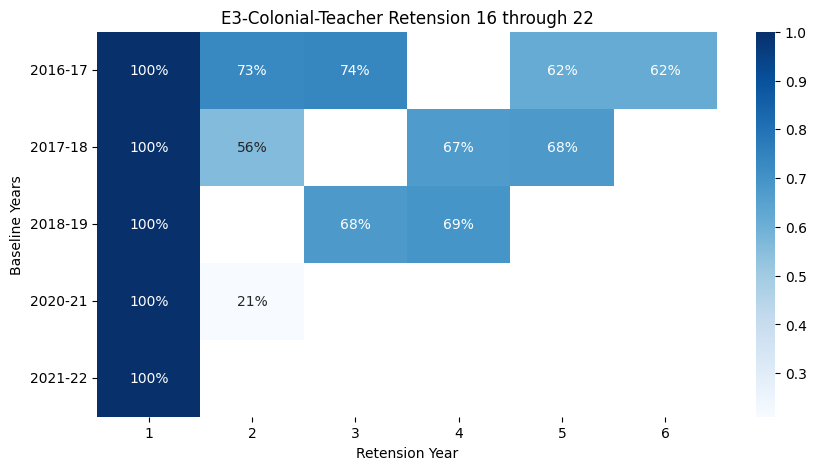 E3-Colonial-Teacher Retension 16 through 22
Baseline Years
2016-17 100% 73% 74% 62% 62%
2017-18 100% 56% 67% 68%
2018-19 100% 68% 69%
2020-21 100% 21%
2021-22 100%
1 2 3 4 5 6
Retension Year
1.0
0.9
0.8
0.7
0.6
0.5
0.4
0.3